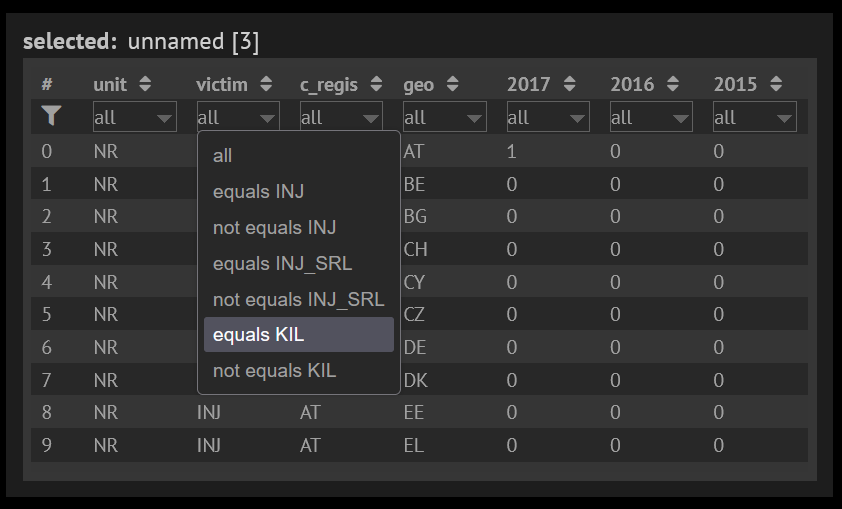 selected: unnamed [3]
# unit victim c_regis geo 2017 2016 2015
all all all all all all all
0 NR AT 1 0 0
1 NR BE 0 0 0
2 NR BG 0 0 0
3 NR CH 0 0 0
4 NR CY 0 0 0
5 NR CZ 0 0 0
6 NR DE 0 0 0
7 NR DK 0 0 0
8 NR INJ AT EE 0 0 0
9 NR INJ AT EL 0 0 0
all
equals INJ
not equals INJ
equals INJ_SRL
not equals INJ_SRL
equals KIL
not equals KIL